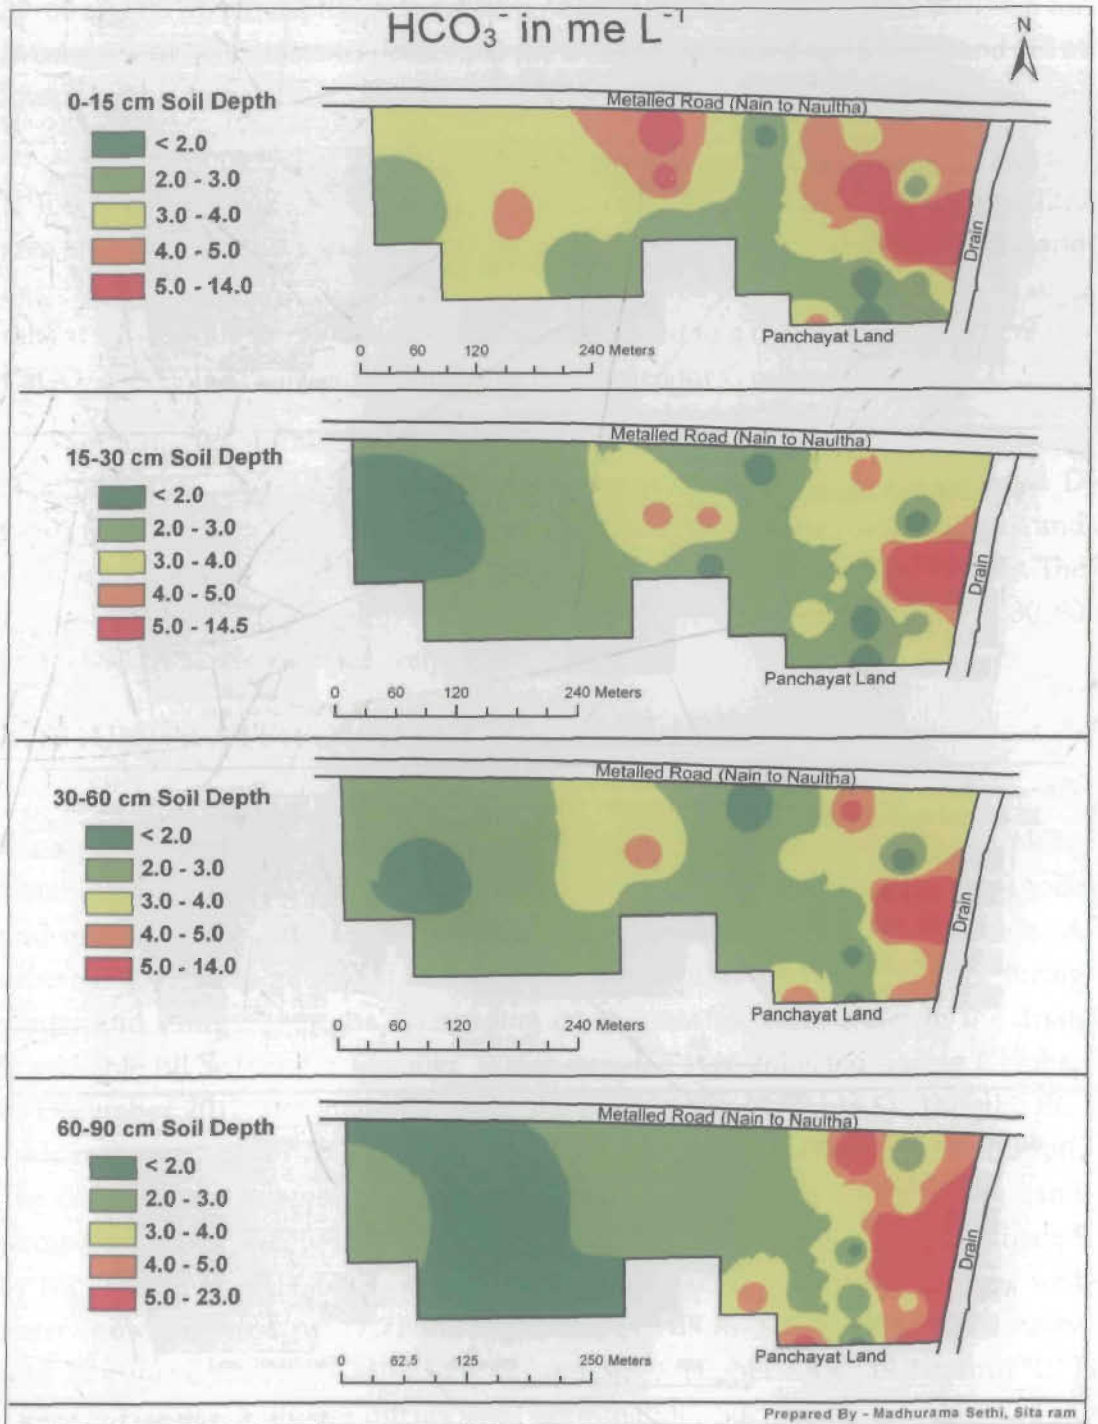 HCO₃⁻ in me L⁻¹
N
0-15 cm Soil Depth
< 2.0
2.0 - 3.0
3.0 - 4.0
4.0 - 5.0
5.0 - 14.0
Metalled Road (Nain to Naultha)
Drain
Panchayat Land
0 60 120 240 Meters
15-30 cm Soil Depth
< 2.0
2.0 - 3.0
3.0 - 4.0
4.0 - 5.0
5.0 - 14.5
Metalled Road (Nain to Naultha)
Drain
Panchayat Land
0 60 120 240 Meters
30-60 cm Soil Depth
< 2.0
2.0 - 3.0
3.0 - 4.0
4.0 - 5.0
5.0 - 14.0
Metalled Road (Nain to Naultha)
Drain
Panchayat Land
0 60 120 240 Meters
60-90 cm Soil Depth
< 2.0
2.0 - 3.0
3.0 - 4.0
4.0 - 5.0
5.0 - 23.0
Metalled Road (Nain to Naultha)
Drain
Panchayat Land
0 62.5 125 250 Meters
Prepared By - Madhurama Sethi, Sita ram